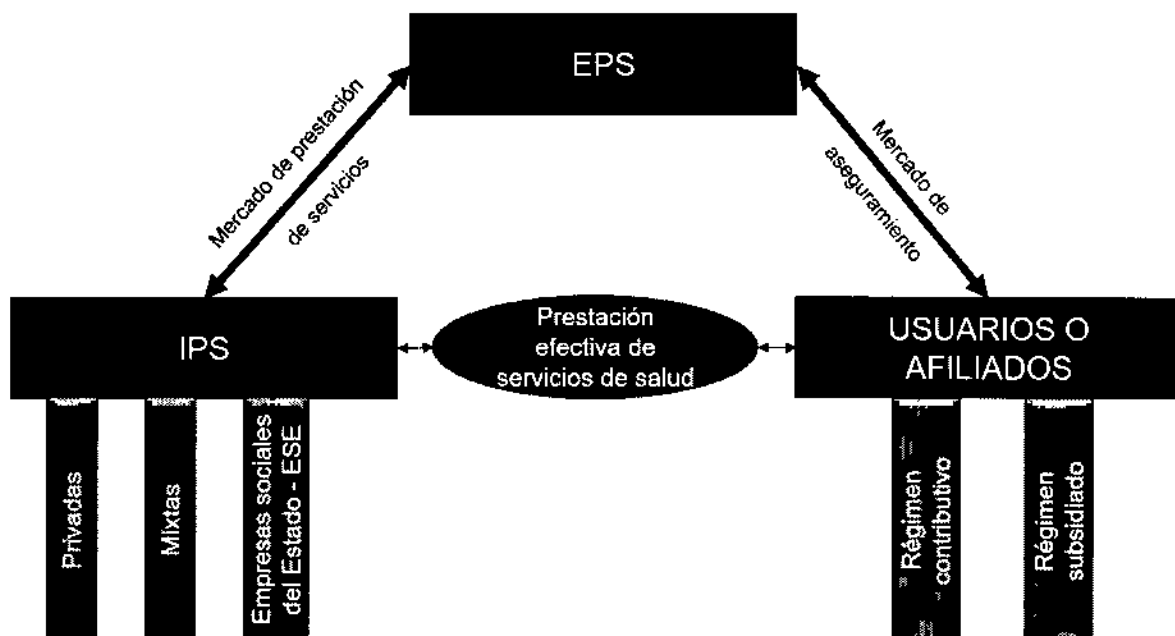 EPS
Mercado de prestación
de servicios
Mercado de
aseguramiento
IPS
Prestación
efectiva de
servicios de salud
USUARIOS O
AFILIADOS
Privadas
Mixtas
Empresas sociales
del Estado - ESE
Régimen
contributivo
Régimen
subsidiado